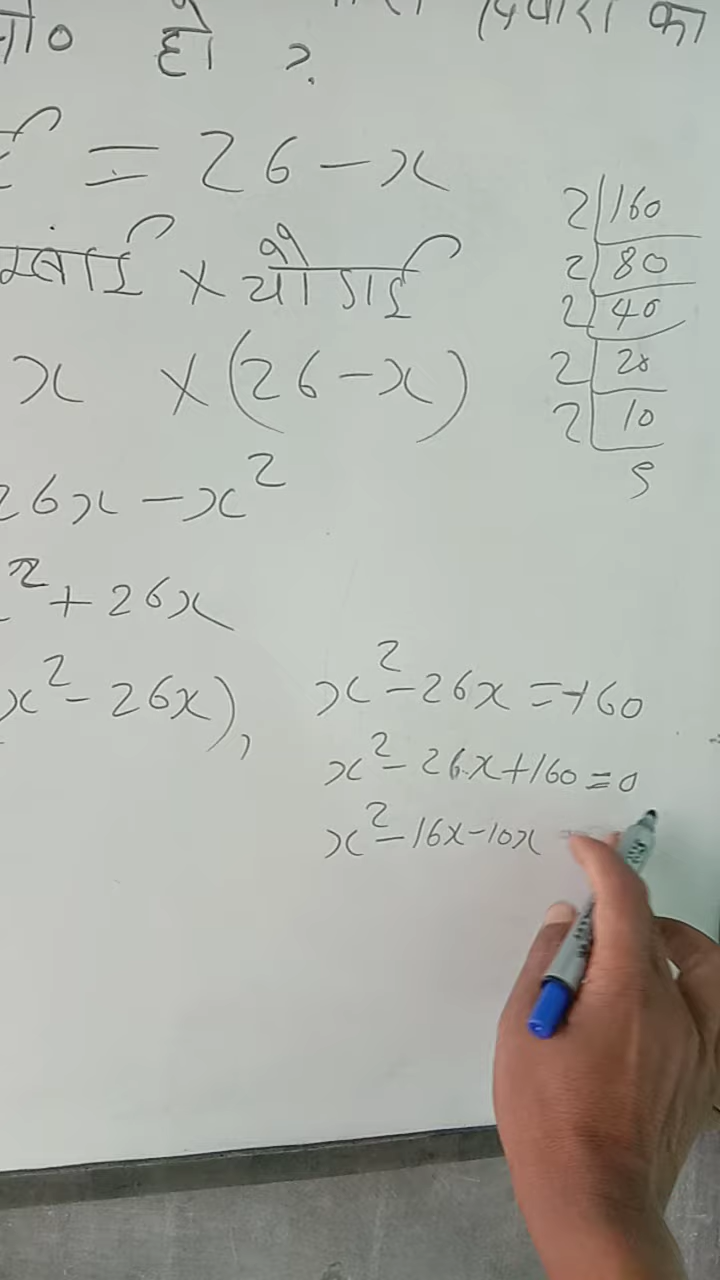 हो ?
= 26 - x
× चौडाई
x × (26 - x)
26x - x²
² + 26x
x² - 26x),
2 | 160
2 | 80
2 | 40
2 | 20
2 | 10
5
x² - 26x = -160
x² - 26x + 160 = 0
x² - 16x - 10x